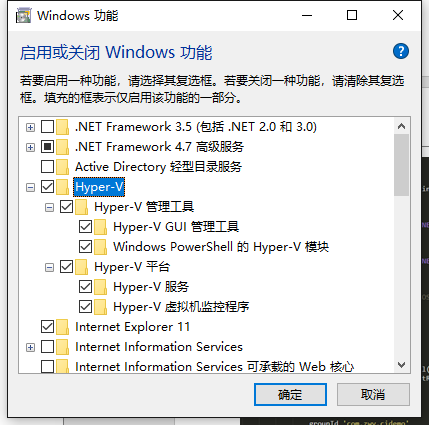 Windows 功能
启用或关闭 Windows 功能
若要启用一种功能，请选择其复选框。若要关闭一种功能，请清除其复选
框。填充的框表示仅启用该功能的一部分。
.NET Framework 3.5 (包括 .NET 2.0 和 3.0)
.NET Framework 4.7 高级服务
Active Directory 轻型目录服务
Hyper-V
Hyper-V 管理工具
Hyper-V GUI 管理工具
Windows PowerShell 的 Hyper-V 模块
Hyper-V 平台
Hyper-V 服务
Hyper-V 虚拟机监控程序
Internet Explorer 11
Internet Information Services
Internet Information Services 可承载的 Web 核心
确定
取消